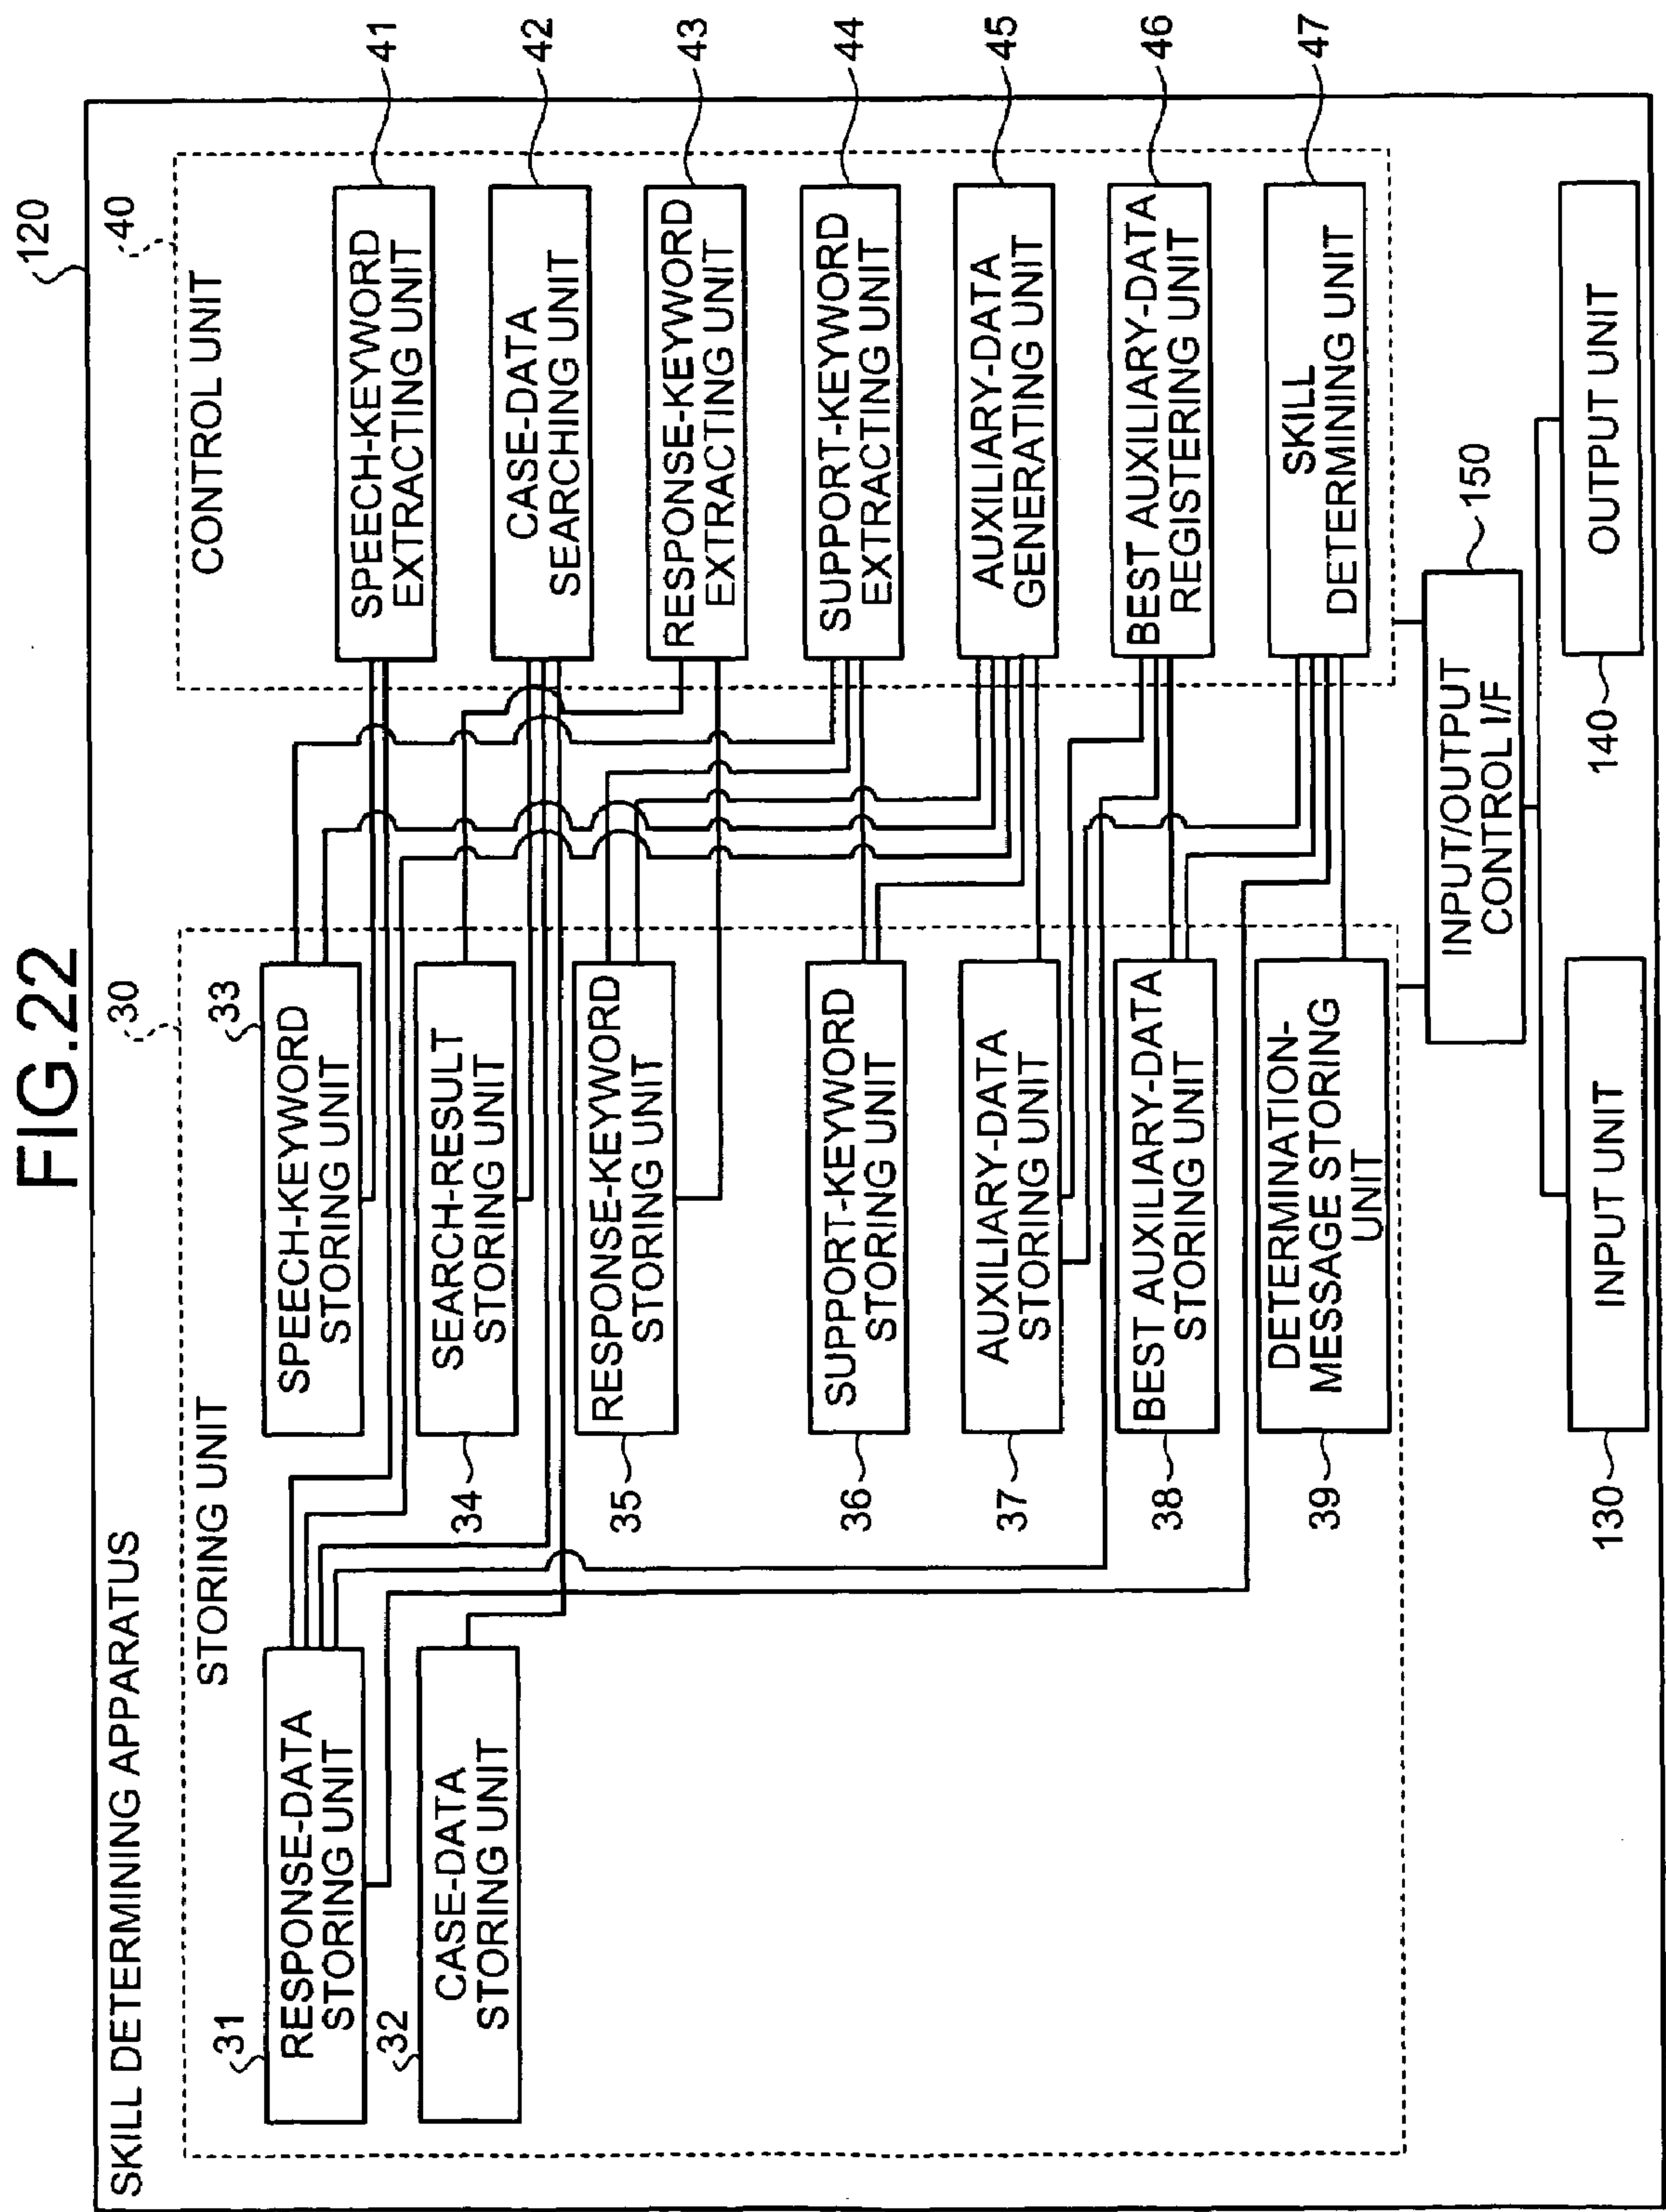 FIG.22
120
SKILL DETERMINING APPARATUS
30
STORING UNIT
31
RESPONSE-DATA
STORING UNIT
32
CASE-DATA
STORING UNIT
33
SPEECH-KEYWORD
STORING UNIT
SEARCH-RESULT
STORING UNIT
34
RESPONSE-KEYWORD
STORING UNIT
35
SUPPORT-KEYWORD
STORING UNIT
36
AUXILIARY-DATA
STORING UNIT
37
BEST AUXILIARY-DATA
STORING UNIT
38
DETERMINATION-
MESSAGE STORING
UNIT
39
40
CONTROL UNIT
SPEECH-KEYWORD
EXTRACTING UNIT
41
CASE-DATA
SEARCHING UNIT
42
RESPONSE-KEYWORD
EXTRACTING UNIT
43
SUPPORT-KEYWORD
EXTRACTING UNIT
44
AUXILIARY-DATA
GENERATING UNIT
45
BEST AUXILIARY-DATA
REGISTERING UNIT
46
SKILL
DETERMINING UNIT
47
INPUT/OUTPUT
CONTROL I/F
150
INPUT UNIT
130
OUTPUT UNIT
140